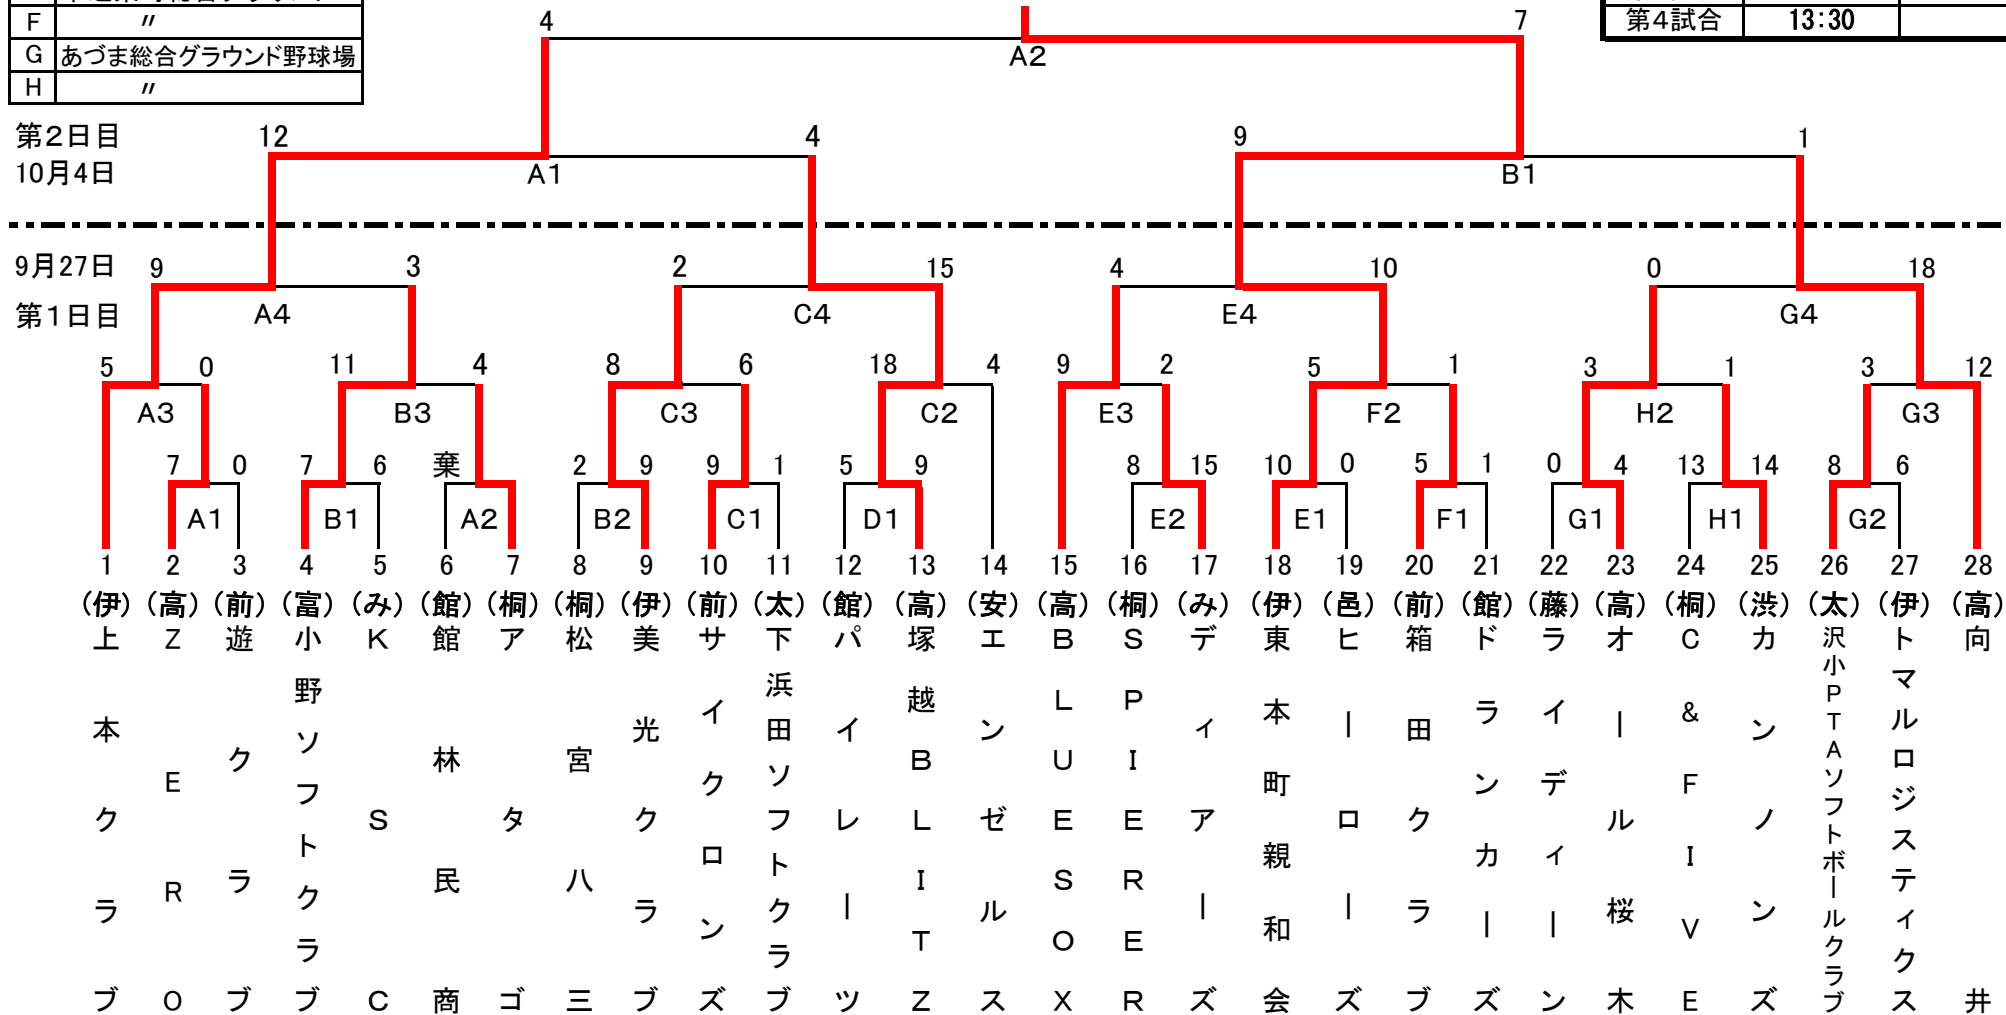 F 〃
G あづま総合グラウンド野球場
H 〃
第4試合 13:30
4 7
A2
第2日目 12 4 9 1
10月4日 A1 B1
9月27日 9 3 2 15 4 10 0 18
第1日目 A4 C4 E4 G4
5 0 11 4 8 6 18 4 9 2 5 1 3 1 3 12
A3 B3 C3 C2 E3 F2 H2 G3
7 0 7 6 棄 2 9 9 1 5 9 8 15 10 0 5 1 0 4 13 14 8 6
A1 B1 A2 B2 C1 D1 E2 E1 F1 G1 H1 G2
1 2 3 4 5 6 7 8 9 10 11 12 13 14 15 16 17 18 19 20 21 22 23 24 25 26 27 28
(伊) (高) (前) (富) (み) (館) (桐) (桐) (伊) (前) (太) (館) (高) (安) (高) (桐) (み) (伊) (邑) (前) (館) (藤) (高) (桐) (渋) (太) (伊) (高)
上本クラブ
ZERO
遊クラブ
小野ソフトクラブ
KSC
館林民商
アタゴ
松宮八三
美光クラブ
サイクロンズ
下浜田ソフトクラブ
パイレーツ
塚越BLITZ
エンゼルス
BLUESOX
SPIERER
ディアーズ
東本町親和会
ヒーローズ
箱田クラブ
ドランカーズ
ライディーン
オール桜木
C&FIVE
カンノンズ
沢小PTAソフトボールクラブ
トマルロジスティクス
向井